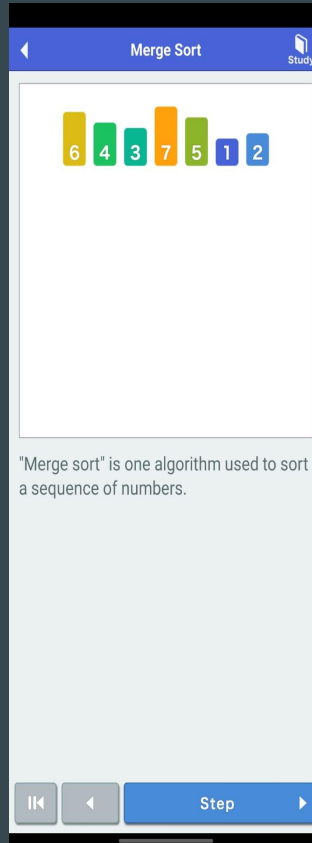 Merge Sort
Study
6 4 3 7 5 1 2
"Merge sort" is one algorithm used to sort
a sequence of numbers.
Step